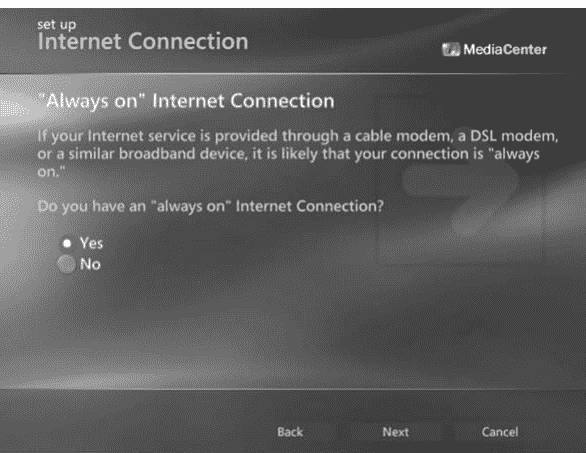 set up
Internet Connection
MediaCenter
"Always on" Internet Connection
If your Internet service is provided through a cable modem, a DSL modem,
or a similar broadband device, it is likely that your connection is "always
on."
Do you have an "always on" Internet Connection?
Yes
No
Back Next Cancel